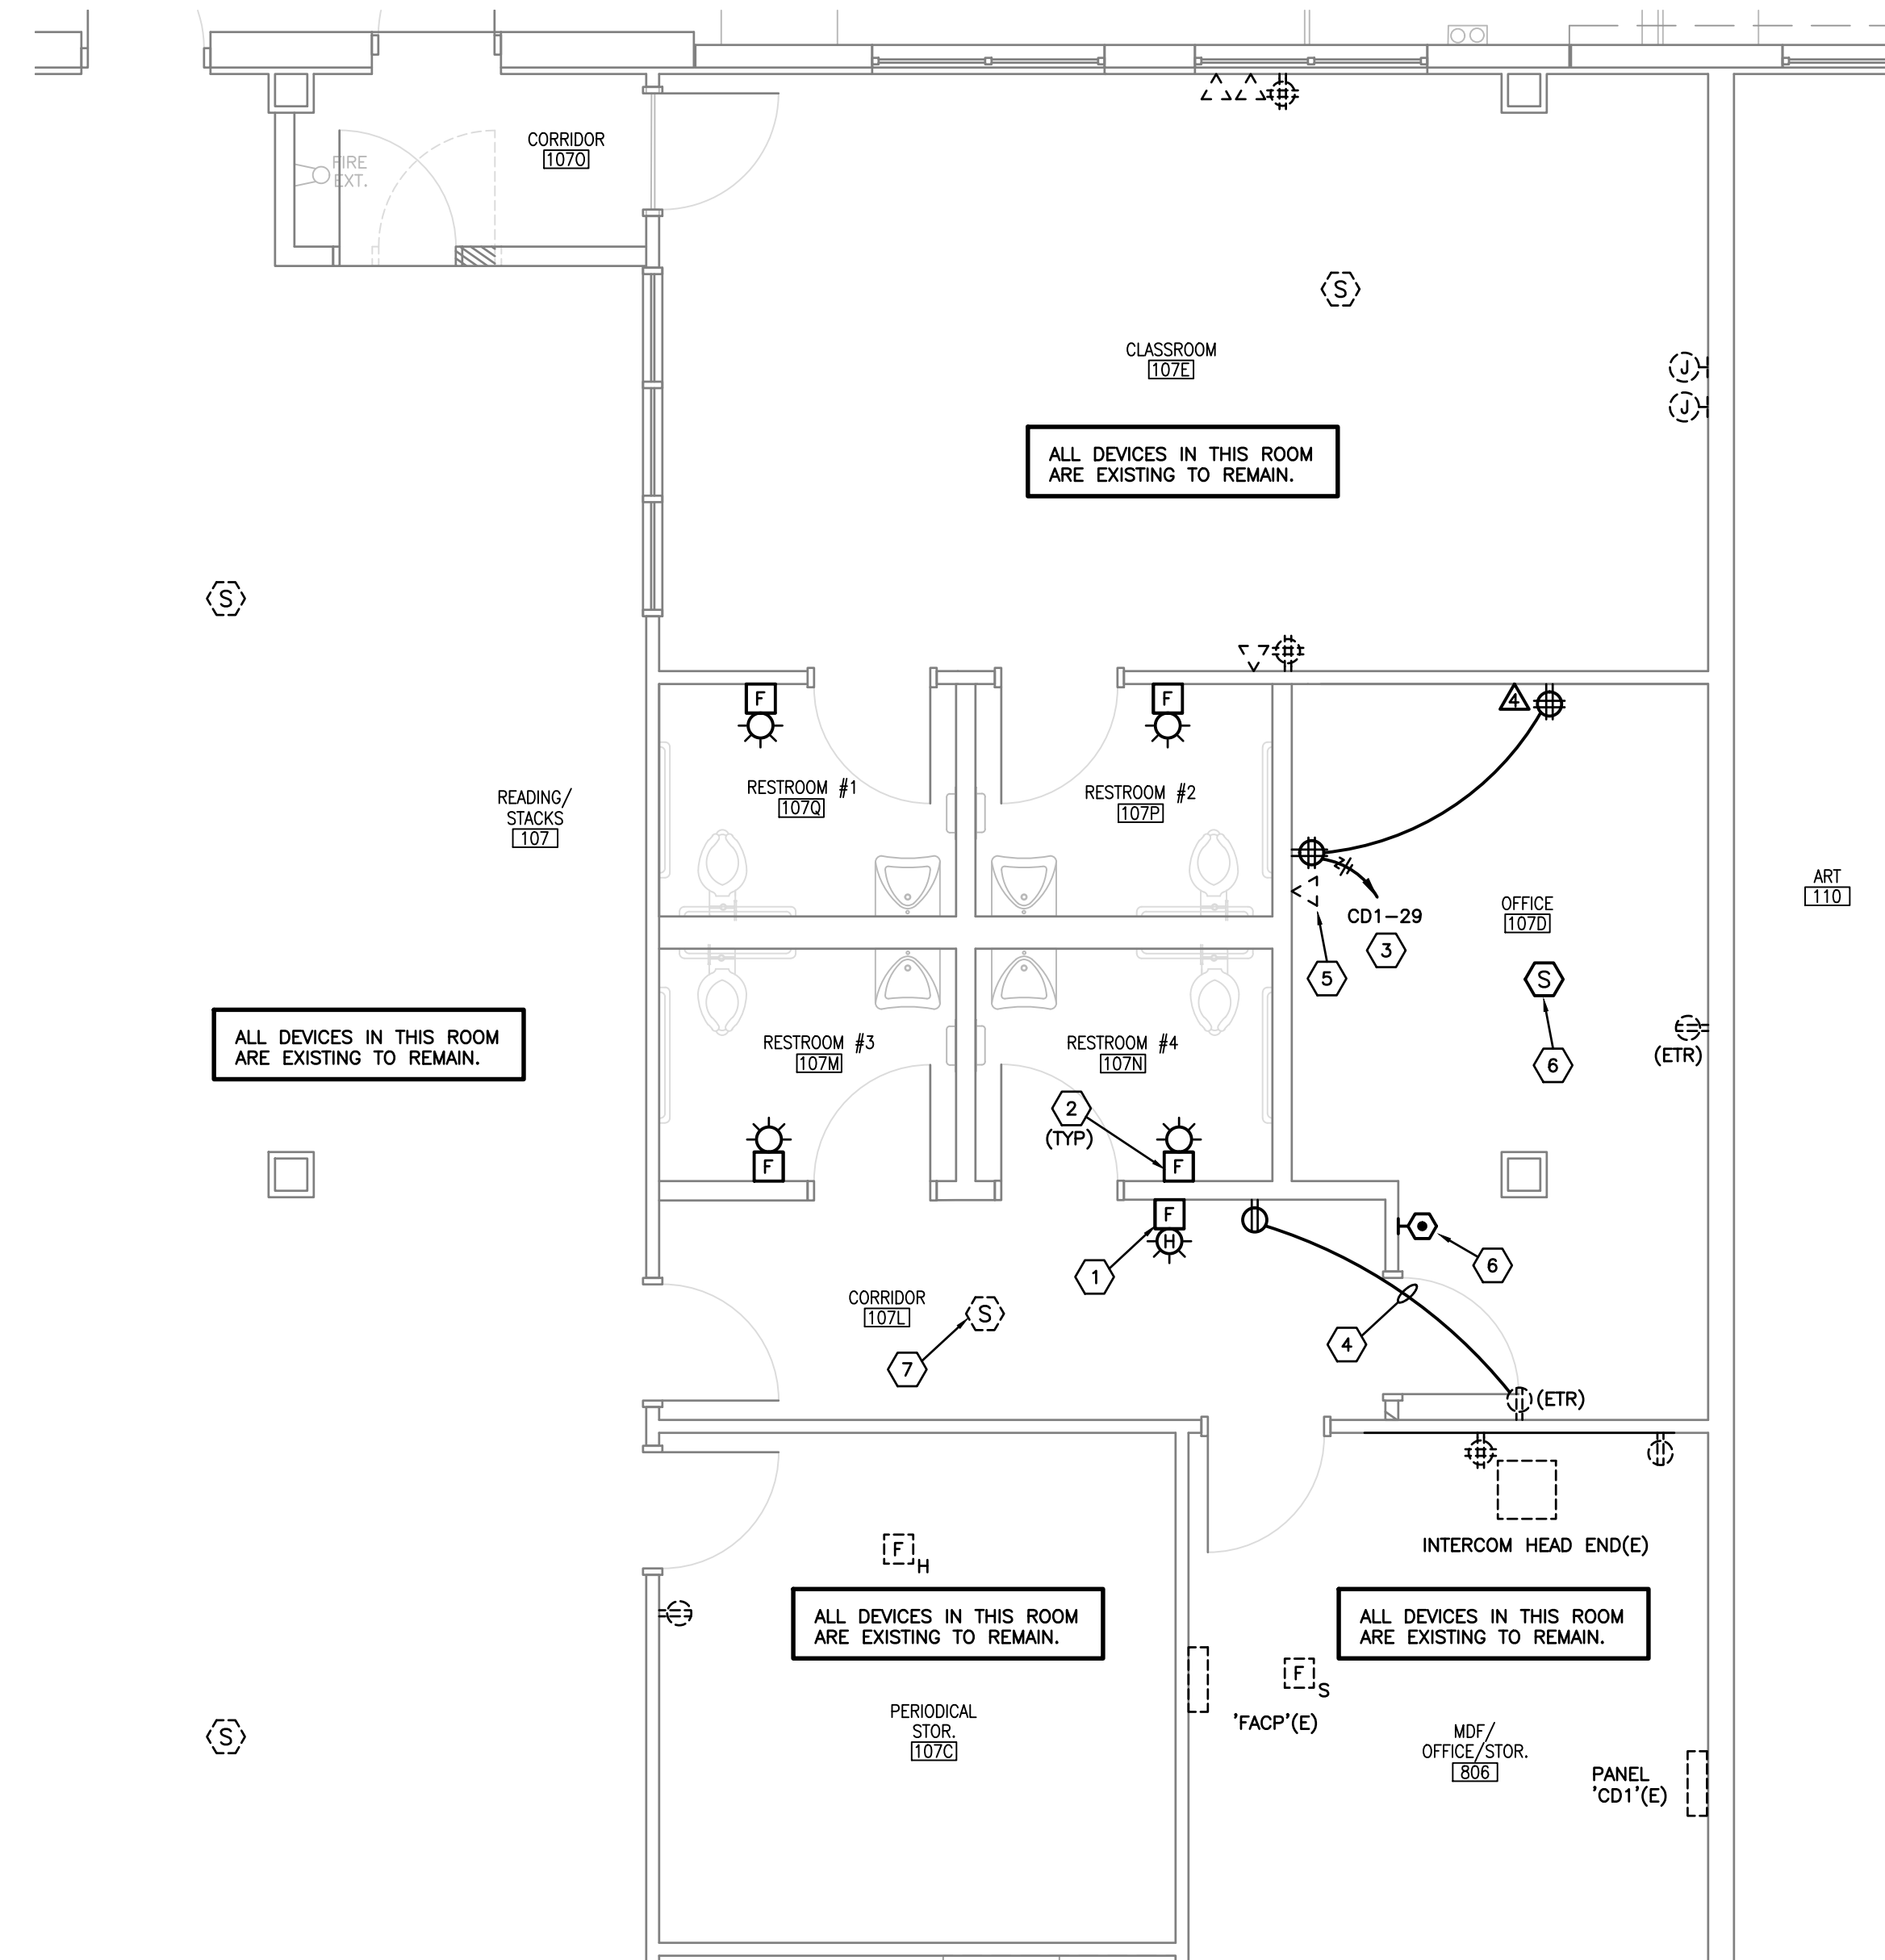 CORRIDOR
1070
FIRE
EXT.
S
CLASSROOM
107E
J
J
ALL DEVICES IN THIS ROOM
ARE EXISTING TO REMAIN.
S
F
F
4
RESTROOM #1
107Q
RESTROOM #2
107P
READING/
STACKS
107
ART
110
CD1-29
3
5
OFFICE
107D
S
6
(ETR)
ALL DEVICES IN THIS ROOM
ARE EXISTING TO REMAIN.
RESTROOM #3
107M
RESTROOM #4
107N
2
(TYP)
F
F
F
H
1
6
CORRIDOR
107L
S
7
4
(ETR)
F
H
INTERCOM HEAD END(E)
ALL DEVICES IN THIS ROOM
ARE EXISTING TO REMAIN.
ALL DEVICES IN THIS ROOM
ARE EXISTING TO REMAIN.
F
S
'FACP'(E)
PERIODICAL
STOR.
107C
S
MDF/
OFFICE/STOR.
806
PANEL
'CD1'(E)